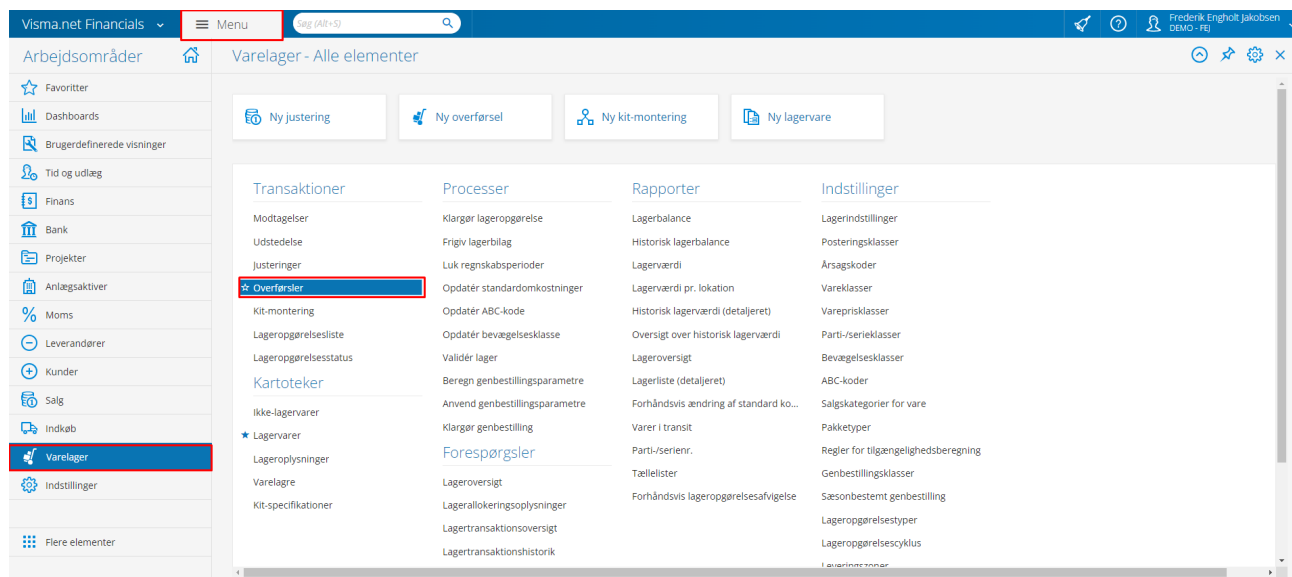 Visma.net Financials
Menu
Søg (Alt+S)
Frederik Engholt Jakobsen
DEMO - FEJ
Arbejdsområder
Varelager - Alle elementer
Favoritter
Dashboards
Brugerdefinerede visninger
Tid og udlæg
Finans
Bank
Projekter
Anlægsaktiver
Moms
Leverandører
Kunder
Salg
Indkøb
Varelager
Indstillinger
Flere elementer
Ny justering
Ny overførsel
Ny kit-montering
Ny lagervare
Transaktioner
Modtagelser
Udstedelse
Justeringer
Overførsler
Kit-montering
Lageropgørelsesliste
Lageropgørelsesstatus
Kartoteker
Ikke-lagervarer
Lagervarer
Lageroplysninger
Varelagre
Kit-specifikationer
Processer
Klargør lageropgørelse
Frigiv lagerbilag
Luk regnskabsperioder
Opdatér standardomkostninger
Opdatér ABC-kode
Opdatér bevægelsesklasse
Validér lager
Beregn genbestillingsparametre
Anvend genbestillingsparametre
Klargør genbestilling
Forespørgsler
Lageroversigt
Lagerallokeringsoplysninger
Lagertransaktionsoversigt
Lagertransaktionshistorik
Rapporter
Lagerbalance
Historisk lagerbalance
Lagerværdi
Lagerværdi pr. lokation
Historisk lagerværdi (detaljeret)
Oversigt over historisk lagerværdi
Lageroversigt
Lagerliste (detaljeret)
Forhåndsvis ændring af standard ko...
Varer i transit
Parti-/serienr.
Tællelister
Forhåndsvis lageropgørelsesafvigelse
Indstillinger
Lagerindstillinger
Posteringsklasser
Årsagskoder
Vareklasser
Vareprisklasser
Parti-/serieklasser
Bevægelsesklasser
ABC-koder
Salgskategorier for vare
Pakketyper
Regler for tilgængelighedsberegning
Genbestillingsklasser
Sæsonbestemt genbestilling
Lageropgørelsestyper
Lageropgørelsescyklus
Leveringszoner